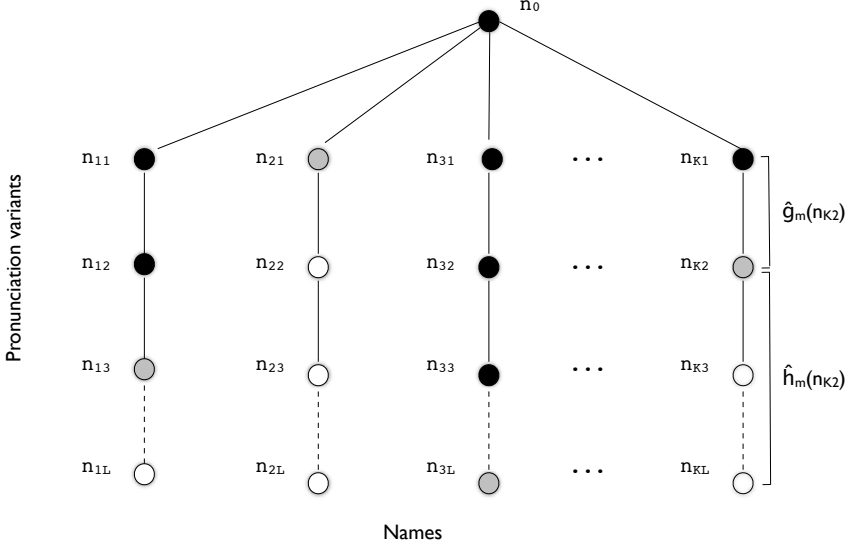 n₀
n₁₁ n₂₁ n₃₁ ... n_K1
ĝ_m(n_K2)
n₁₂ n₂₂ n₃₂ ... n_K2
n₁₃ n₂₃ n₃₃ ... n_K3
ĥ_m(n_K2)
n_1L n_2L n_3L ... n_KL
Pronunciation variants
Names